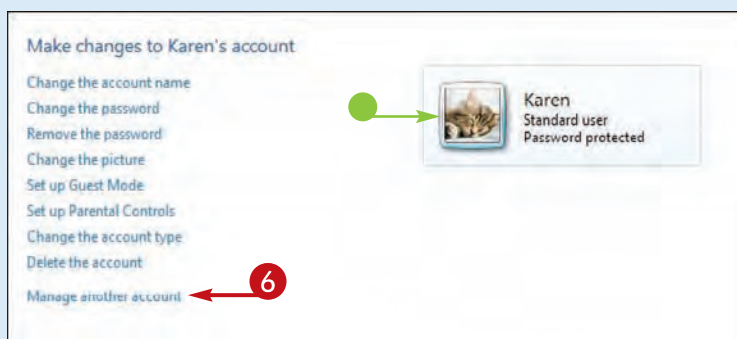 Make changes to Karen's account
Change the account name
Change the password
Remove the password
Change the picture
Set up Guest Mode
Set up Parental Controls
Change the account type
Delete the account
Manage another account
6
Karen
Standard user
Password protected